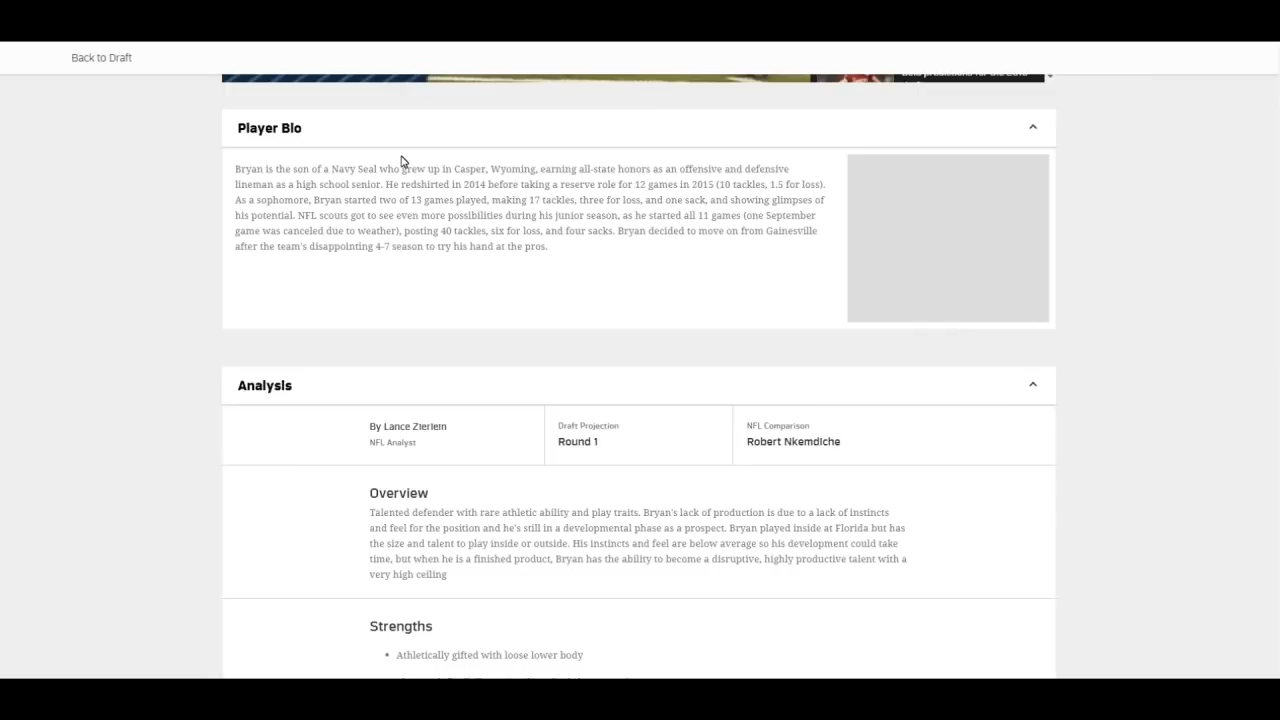 Back to Draft
Player Bio
Bryan is the son of a Navy Seal who grew up in Casper, Wyoming, earning all-state honors as an offensive and defensive
lineman as a high school senior. He redshirted in 2014 before taking a reserve role for 12 games in 2015 (10 tackles, 1.5 for loss).
As a sophomore, Bryan started two of 13 games played, making 17 tackles, three for loss, and one sack, and showing glimpses of
his potential. NFL scouts got to see even more possibilities during his junior season, as he started all 11 games (one September
game was canceled due to weather), posting 40 tackles, six for loss, and four sacks. Bryan decided to move on from Gainesville
after the team's disappointing 4-7 season to try his hand at the pros.
Analysis
By Lance Zierlein
NFL Analyst
Draft Projection
Round 1
NFL Comparison
Robert Nkemdiche
Overview
Talented defender with rare athletic ability and play traits. Bryan's lack of production is due to a lack of instincts
and feel for the position and he's still in a developmental phase as a prospect. Bryan played inside at Florida but has
the size and talent to play inside or outside. His instincts and feel are below average so his development could take
time, but when he is a finished product, Bryan has the ability to become a disruptive, highly productive talent with a
very high ceiling
Strengths
• Athletically gifted with loose lower body